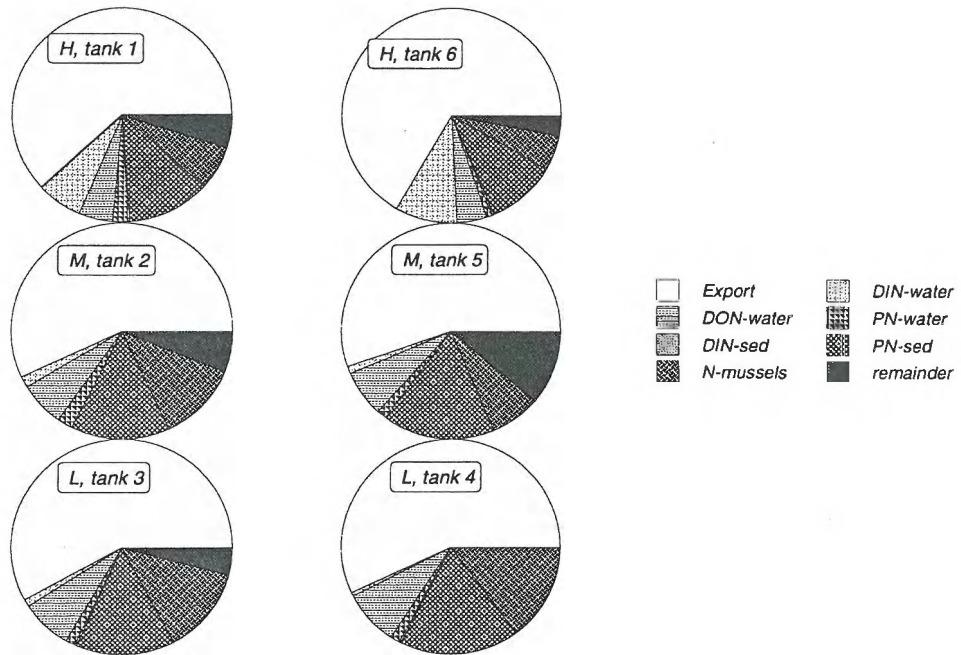 H, tank 1
H, tank 6
M, tank 2
M, tank 5
L, tank 3
L, tank 4
Export
DIN-water
DON-water
PN-water
DIN-sed
PN-sed
N-mussels
remainder